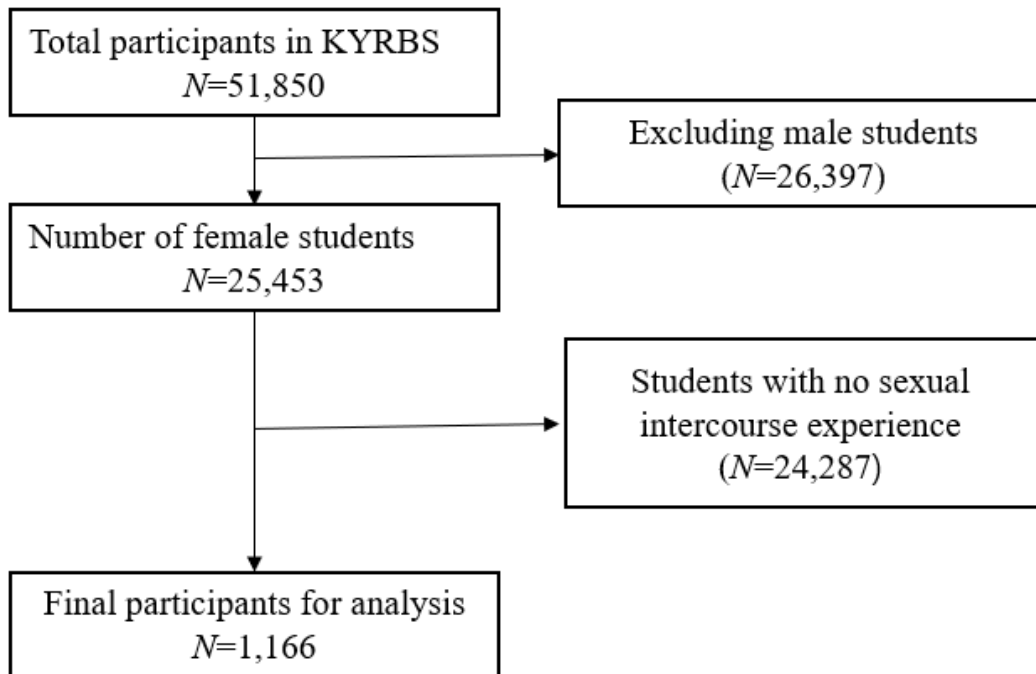 Total participants in KYRBS
N=51,850
Excluding male students
(N=26,397)
Number of female students
N=25,453
Students with no sexual
intercourse experience
(N=24,287)
Final participants for analysis
N=1,166